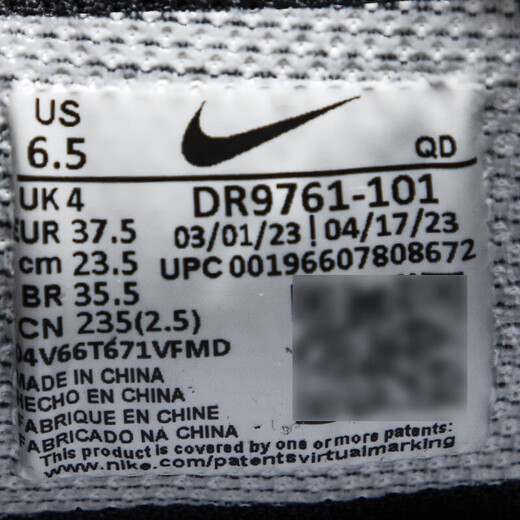 US
6.5
QD
UK 4
DR9761-101
EUR 37.5
03/01/23 | 04/17/23
cm 23.5
UPC 00196607808672
BR 35.5
CN 235(2.5)
04V66T671VFMD
MADE IN CHINA
HECHO EN CHINA
FABRIQUE EN CHINE
FABRICADO NA CHINA
This product is covered by one or more patents:
www.nike.com/patentsvirtualmarking